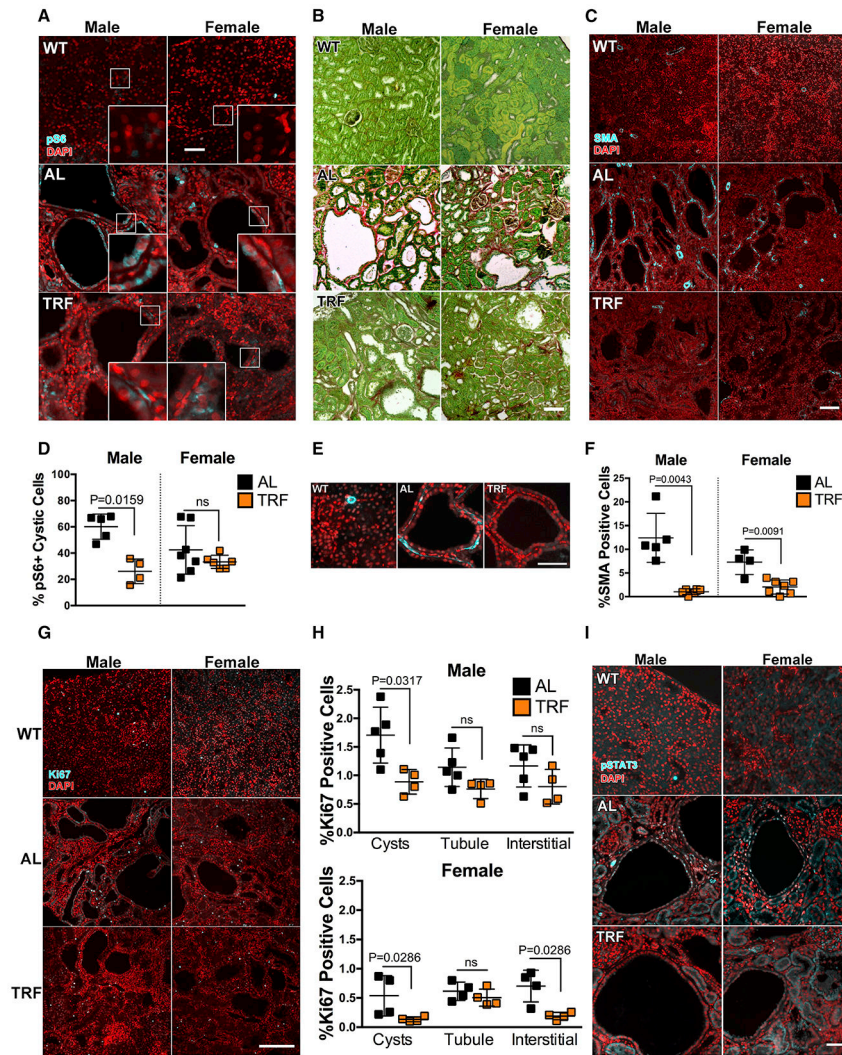 A
Male Female
WT
pS6
DAPI
AL
TRF
B
Male Female
WT
AL
TRF
C
Male Female
WT
SMA
DAPI
AL
TRF
D
Male Female
% pS6+ Cystic Cells
100
80
60
40
20
0
P=0.0159
ns
AL
TRF
E
WT AL TRF
F
Male Female
%SMA Positive Cells
25
20
15
10
5
0
P=0.0043
P=0.0091
AL
TRF
G
Male Female
WT
Ki67
DAPI
AL
TRF
H
Male
%Ki67 Positive Cells
2.5
2.0
1.5
1.0
0.5
0.0
P=0.0317
ns
ns
AL
TRF
Cysts Tubule Interstitial
Female
%Ki67 Positive Cells
2.5
2.0
1.5
1.0
0.5
0.0
P=0.0286
ns
P=0.0286
Cysts Tubule Interstitial
I
Male Female
WT
pSTAT3
DAPI
AL
TRF